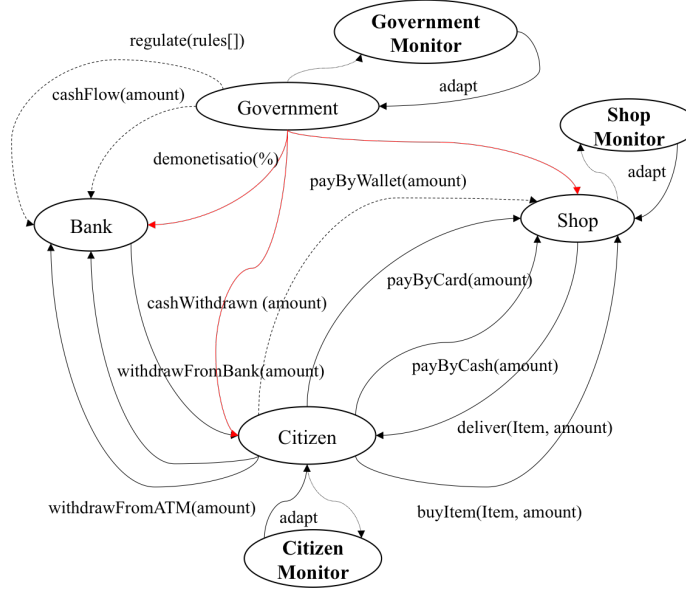 Government
Monitor
regulate(rules[])
adapt
cashFlow(amount)
Government
Shop
Monitor
demonetisatio(%)
adapt
payByWallet(amount)
Bank
Shop
payByCard(amount)
cashWithdrawn (amount)
withdrawFromBank(amount)
payByCash(amount)
Citizen
deliver(Item, amount)
withdrawFromATM(amount)
buyItem(Item, amount)
adapt
Citizen
Monitor